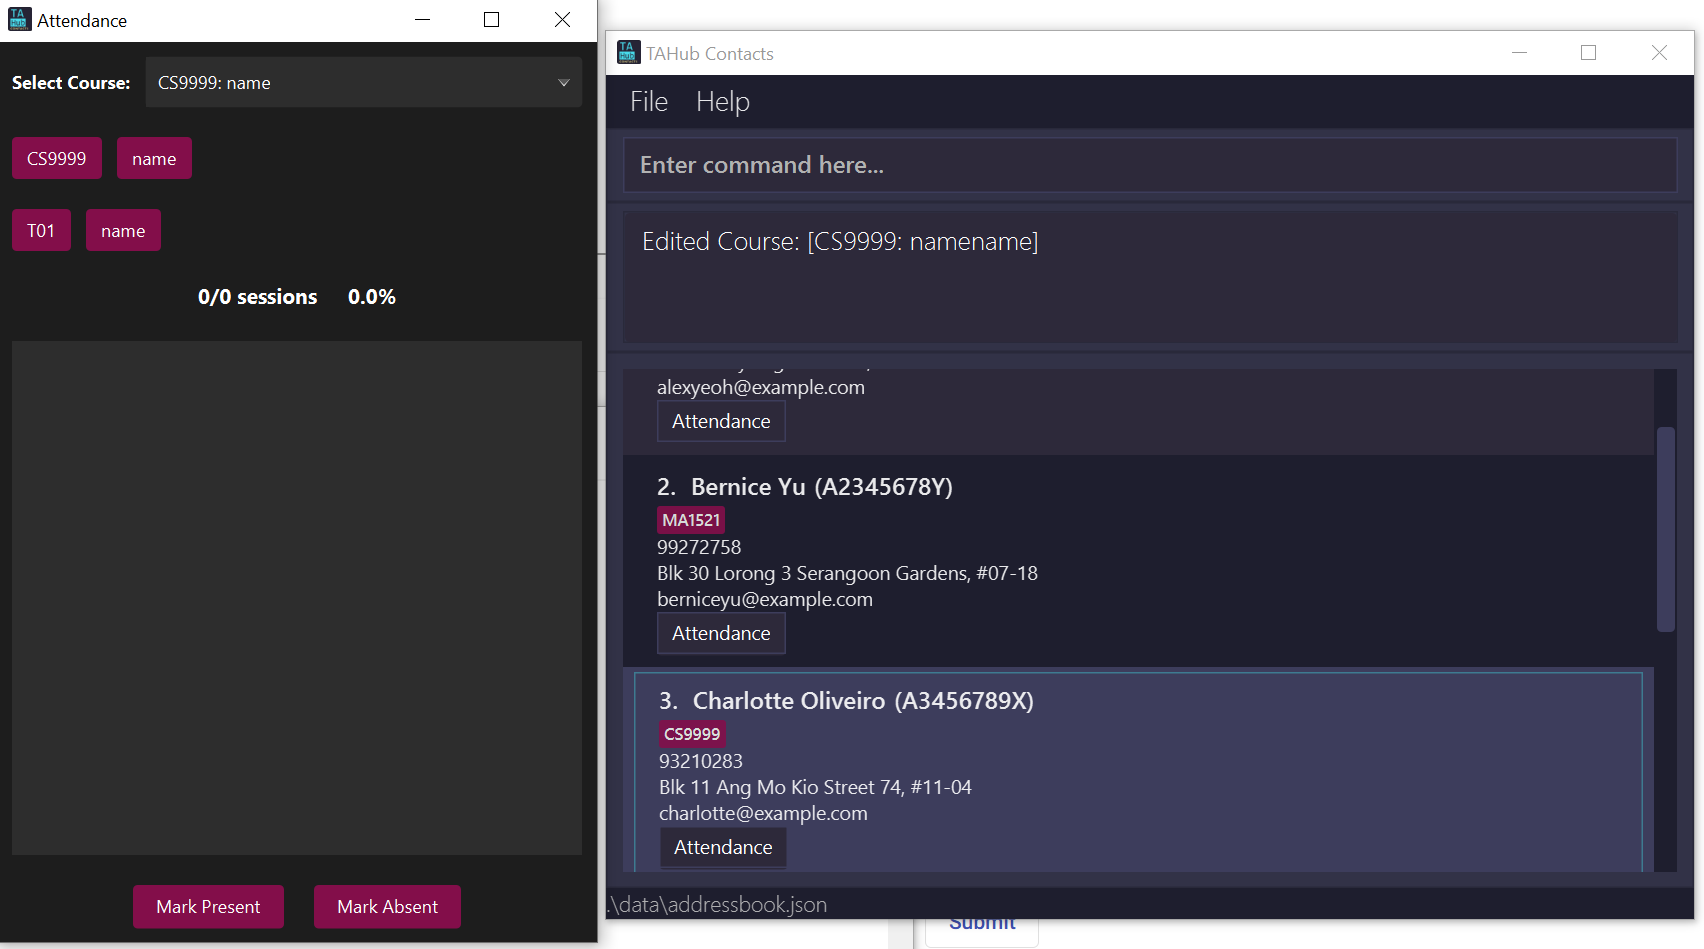 Attendance
Select Course: CS9999: name
CS9999 name
T01 name
0/0 sessions 0.0%
Mark Present Mark Absent
TAHub Contacts
File Help
Enter command here...
Edited Course: [CS9999: namename]
alexyeoh@example.com
Attendance
2. Bernice Yu (A2345678Y)
MA1521
99272758
Blk 30 Lorong 3 Serangoon Gardens, #07-18
berniceyu@example.com
Attendance
3. Charlotte Oliveiro (A3456789X)
CS9999
93210283
Blk 11 Ang Mo Kio Street 74, #11-04
charlotte@example.com
Attendance
.\data\addressbook.json
Submit